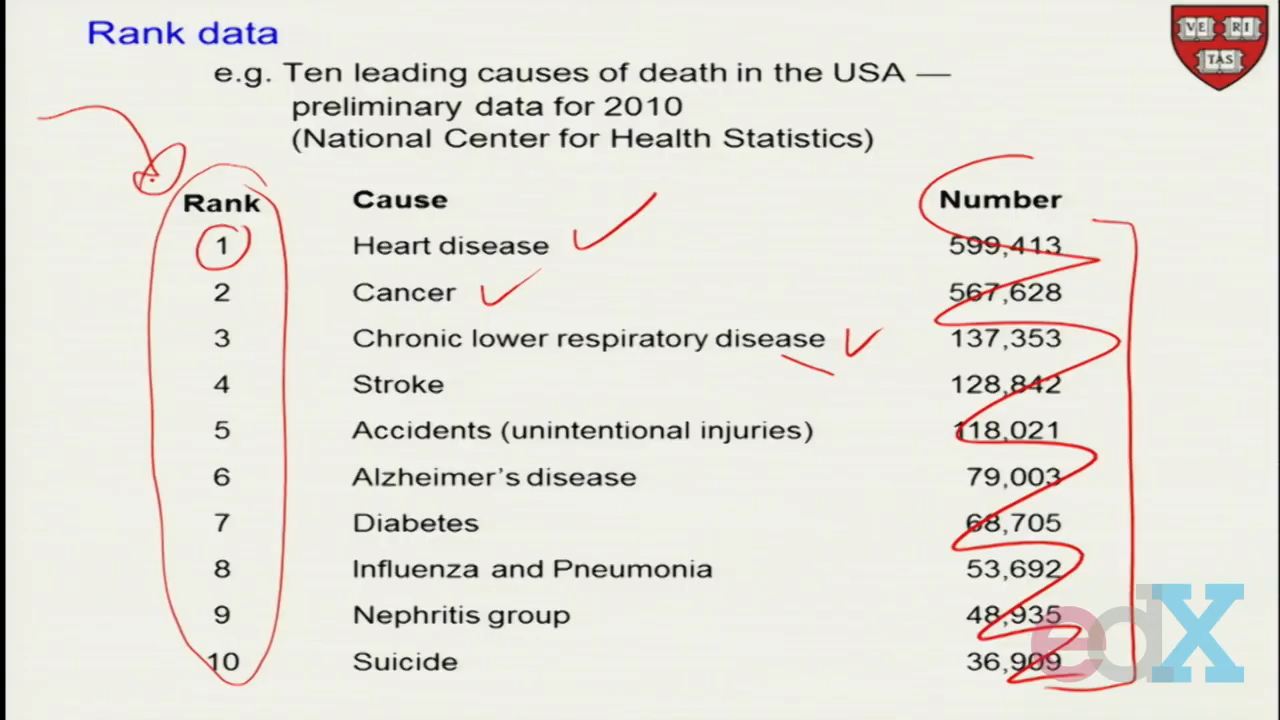 Rank data
VE RI
TAS
e.g. Ten leading causes of death in the USA —
preliminary data for 2010
(National Center for Health Statistics)
Rank Cause Number
1 Heart disease 599,413
2 Cancer 567,628
3 Chronic lower respiratory disease 137,353
4 Stroke 128,842
5 Accidents (unintentional injuries) 118,021
6 Alzheimer's disease 79,003
7 Diabetes 68,705
8 Influenza and Pneumonia 53,692
9 Nephritis group 48,935
10 Suicide 36,909
edX